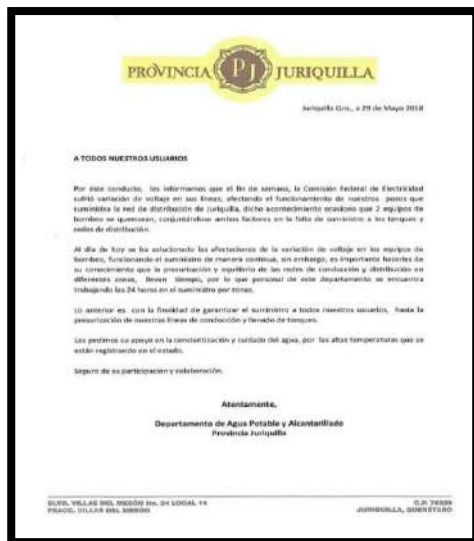 PROVINCIA PJ JURIQUILLA
Juriquilla Qro., a 29 de Mayo 2018
A TODOS NUESTROS USUARIOS
Por este conducto, les informamos que el fin de semana, la Comisión Federal de Electricidad
sufrió variación de voltaje en sus líneas, afectando el funcionamiento de nuestros pozos que
suministra la red de distribución de Juriquilla, dicho acontecimiento ocasiono que 2 equipos de
bombeo se quemaran, conjuntándose ambos factores en la falta de suministro a los tanques y
redes de distribución.
Al día de hoy se ha solucionado las afectaciones de la variación de voltaje en los equipos de
bombeo, funcionando el suministro de manera continua, sin embargo, es importante hacerles de
su conocimiento que la presurización y equilibrio de las redes de conducción y distribución en
diferentes zonas, lleven tiempo, por lo que personal de este departamento se encuentra
trabajando las 24 horas en el suministro por zonas.
Lo anterior es con la finalidad de garantizar el suministro a todos nuestros usuarios, hasta la
presurización de nuestras líneas de conducción y llenado de tanques.
Les pedimos su apoyo en la concientización y cuidado del agua, por las altas temperaturas que se
están registrando en el estado.
Seguro de su participación y colaboración.
Atentamente,
Departamento de Agua Potable y Alcantarillado
Provincia Juriquilla
BLVR. VILLAS DEL MESÓN No. 24 LOCAL 14
FRACC. VILLAS DEL MESÓN
C.P. 76226
JURIQUILLA, QUERÉTARO